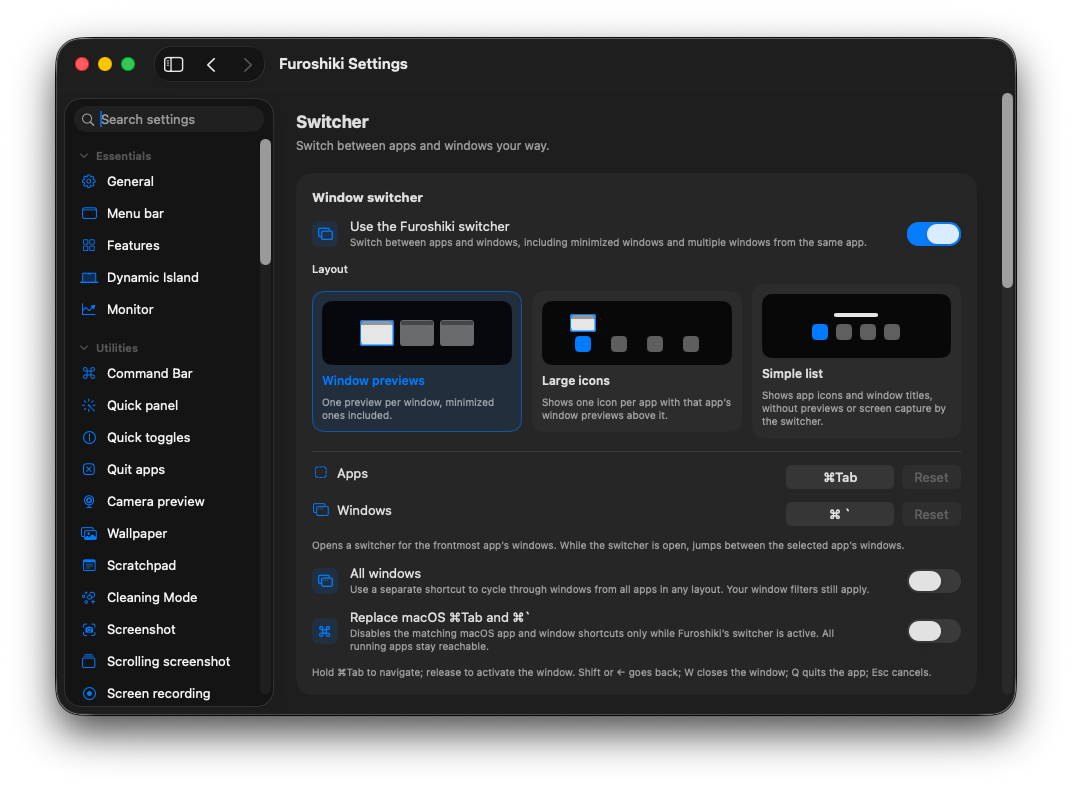 Furoshiki Settings
Search settings
Essentials
General
Menu bar
Features
Dynamic Island
Monitor
Utilities
Command Bar
Quick panel
Quick toggles
Quit apps
Camera preview
Wallpaper
Scratchpad
Cleaning Mode
Screenshot
Scrolling screenshot
Screen recording
Switcher
Switch between apps and windows your way.
Window switcher
Use the Furoshiki switcher
Switch between apps and windows, including minimized windows and multiple windows from the same app.
Layout
Window previews
One preview per window, minimized
ones included.
Large icons
Shows one icon per app with that app's
window previews above it.
Simple list
Shows app icons and window titles,
without previews or screen capture by
the switcher.
Apps
⌘Tab
Reset
Windows
⌘ `
Reset
Opens a switcher for the frontmost app's windows. While the switcher is open, jumps between the selected app's windows.
All windows
Use a separate shortcut to cycle through windows from all apps in any layout. Your window filters still apply.
Replace macOS ⌘Tab and ⌘`
Disables the matching macOS app and window shortcuts only while Furoshiki's switcher is active. All
running apps stay reachable.
Hold ⌘Tab to navigate; release to activate the window. Shift or ← goes back; W closes the window; Q quits the app; Esc cancels.